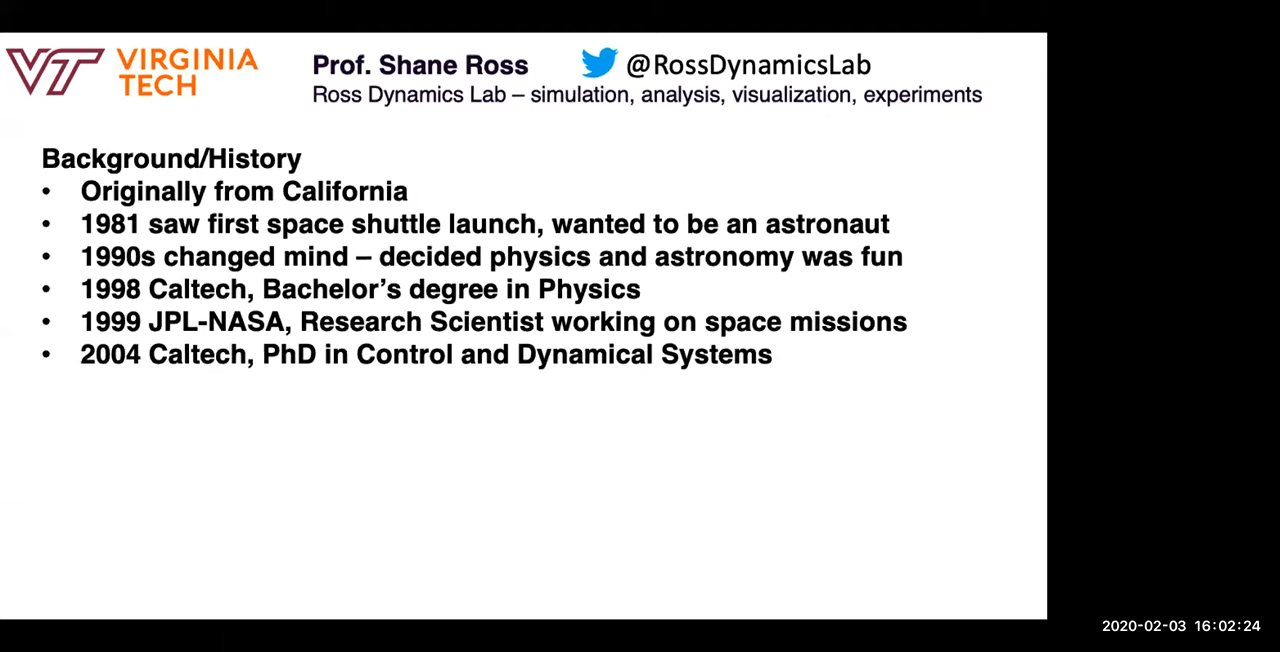 VT VIRGINIA TECH
Prof. Shane Ross @RossDynamicsLab
Ross Dynamics Lab – simulation, analysis, visualization, experiments
Background/History
• Originally from California
• 1981 saw first space shuttle launch, wanted to be an astronaut
• 1990s changed mind – decided physics and astronomy was fun
• 1998 Caltech, Bachelor’s degree in Physics
• 1999 JPL-NASA, Research Scientist working on space missions
• 2004 Caltech, PhD in Control and Dynamical Systems
2020-02-03 16:02:24